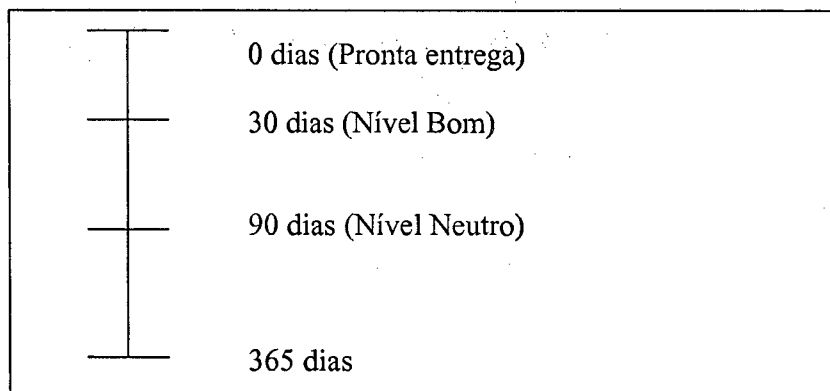 0 dias (Pronta entrega)
30 dias (Nível Bom)
90 dias (Nível Neutro)
365 dias